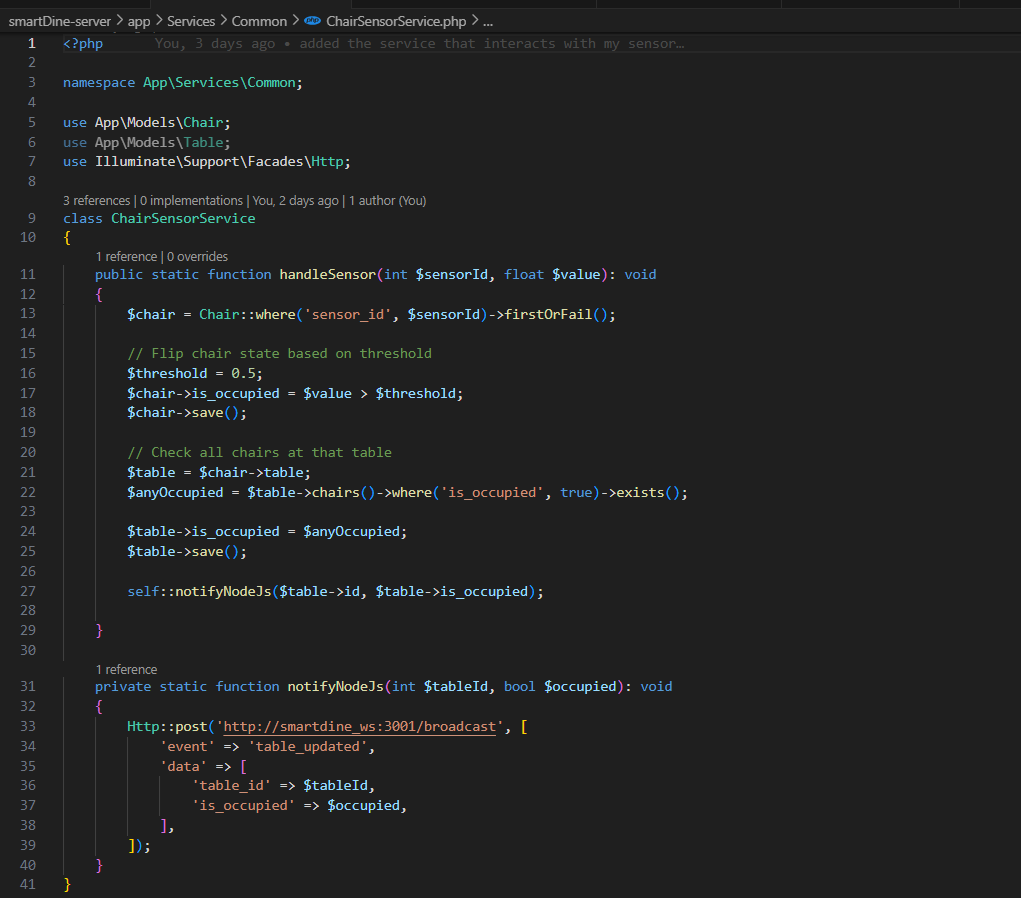 smartDine-server > app > Services > Common > php ChairSensorService.php > ...
1 <?php You, 3 days ago • added the service that interacts with my sensor…
2
3 namespace App\Services\Common;
4
5 use App\Models\Chair;
6 use App\Models\Table;
7 use Illuminate\Support\Facades\Http;
8
3 references | 0 implementations | You, 2 days ago | 1 author (You)
9 class ChairSensorService
10 {
1 reference | 0 overrides
11     public static function handleSensor(int $sensorId, float $value): void
12     {
13         $chair = Chair::where('sensor_id', $sensorId)->firstOrFail();
14
15         // Flip chair state based on threshold
16         $threshold = 0.5;
17         $chair->is_occupied = $value > $threshold;
18         $chair->save();
19
20         // Check all chairs at that table
21         $table = $chair->table;
22         $anyOccupied = $table->chairs()->where('is_occupied', true)->exists();
23
24         $table->is_occupied = $anyOccupied;
25         $table->save();
26
27         self::notifyNodeJs($table->id, $table->is_occupied);
28
29     }
30
1 reference
31     private static function notifyNodeJs(int $tableId, bool $occupied): void
32     {
33         Http::post('http://smartdine_ws:3001/broadcast', [
34             'event' => 'table_updated',
35             'data' => [
36                 'table_id' => $tableId,
37                 'is_occupied' => $occupied,
38             ],
39         ]);
40     }
41 }